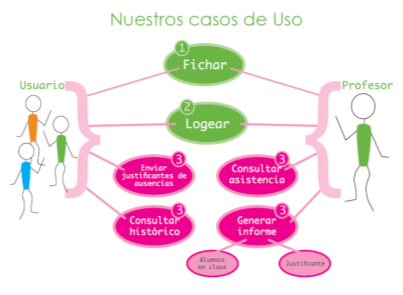 Nuestros casos de Uso
1
Fichar
Usuario
Profesor
2
Logear
3
Enviar
justificantes de
ausencias
3
Consultar
asistencia
3
Consultar
histórico
3
Generar
informe
Alumnos
en clase
Justificante